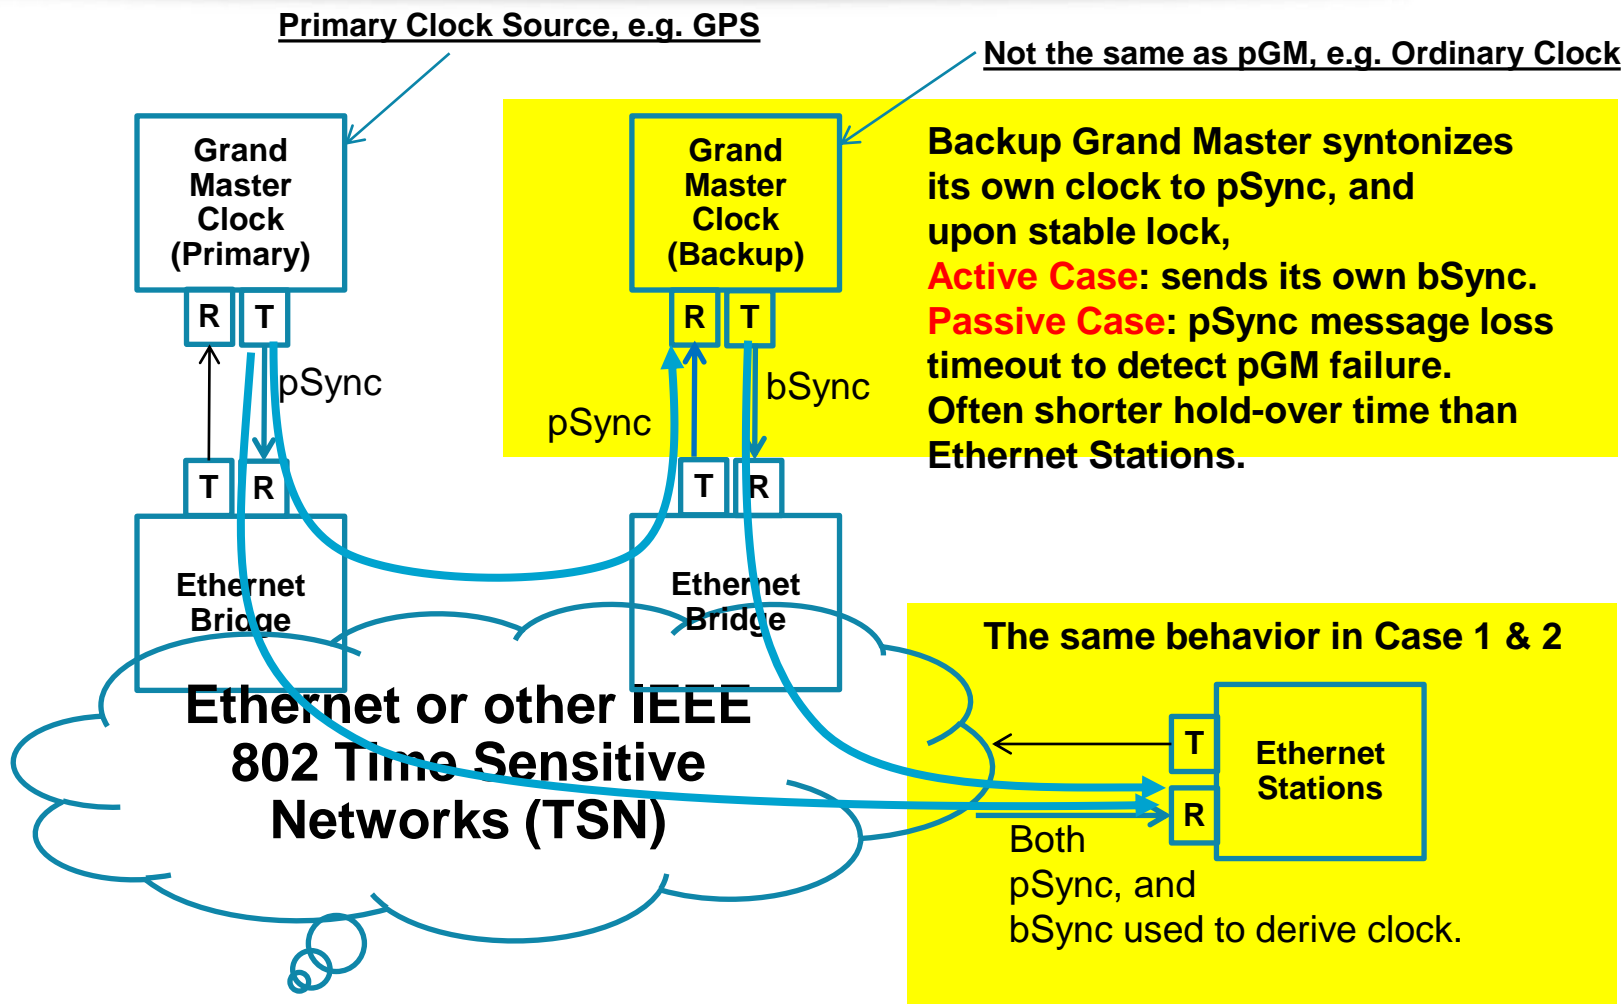 Primary Clock Source, e.g. GPS
Not the same as pGM, e.g. Ordinary Clock
Grand
Master
Clock
(Primary)
R
T
pSync
T
R
Ethernet
Bridge
Grand
Master
Clock
(Backup)
R
T
pSync
bSync
T
R
Ethernet
Bridge
Backup Grand Master syntonizes
its own clock to pSync, and
upon stable lock,
Active Case: sends its own bSync.
Passive Case: pSync message loss
timeout to detect pGM failure.
Often shorter hold-over time than
Ethernet Stations.
Ethernet or other IEEE
802 Time Sensitive
Networks (TSN)
The same behavior in Case 1 & 2
T
R
Ethernet
Stations
Both
pSync, and
bSync used to derive clock.